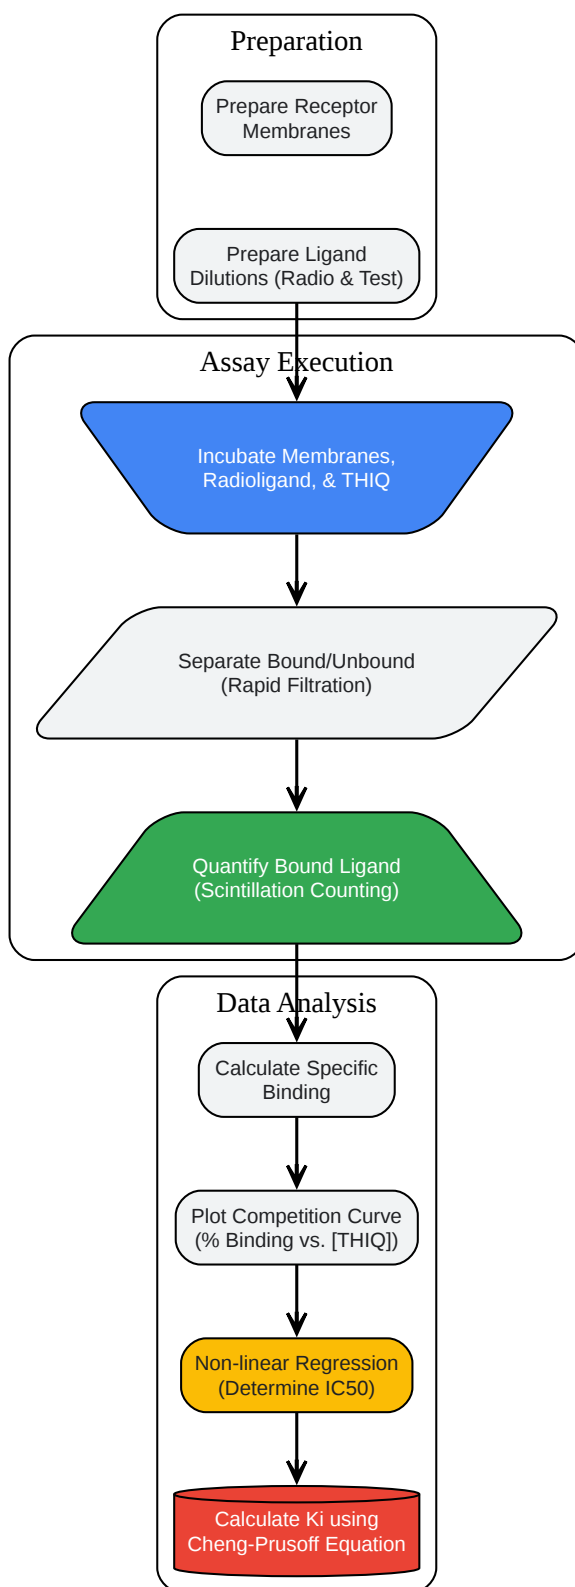 Preparation
Prepare Receptor
Membranes
Prepare Ligand
Dilutions (Radio & Test)
Assay Execution
Incubate Membranes,
Radioligand, & THIQ
Separate Bound/Unbound
(Rapid Filtration)
Quantify Bound Ligand
(Scintillation Counting)
Data Analysis
Calculate Specific
Binding
Plot Competition Curve
(% Binding vs. [THIQ])
Non-linear Regression
(Determine IC50)
Calculate Ki using
Cheng-Prusoff Equation